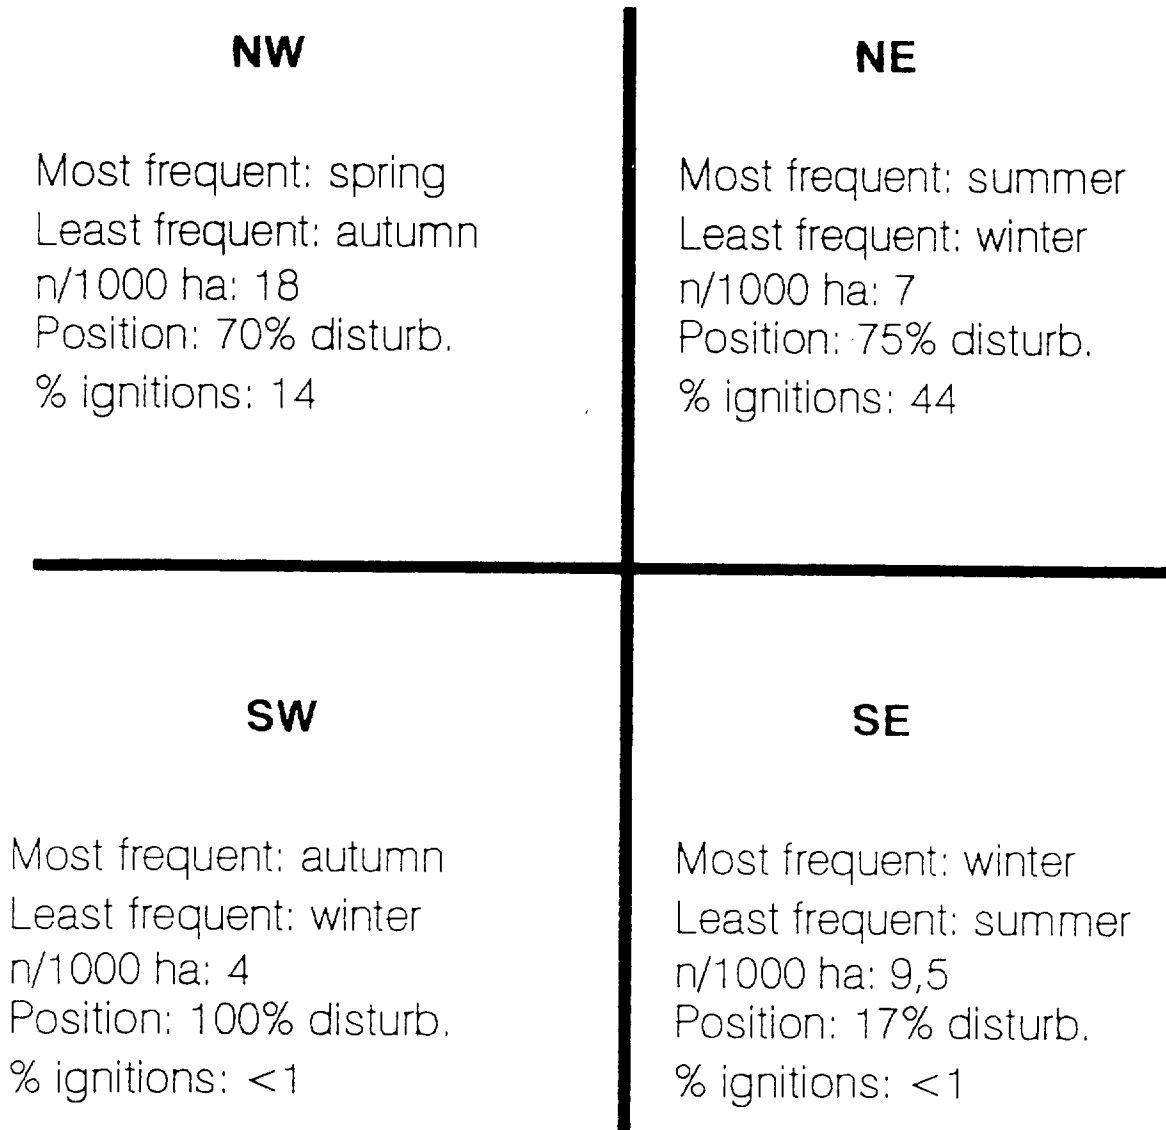 NW
Most frequent: spring
Least frequent: autumn
n/1000 ha: 18
Position: 70% disturb.
% ignitions: 14
NE
Most frequent: summer
Least frequent: winter
n/1000 ha: 7
Position: 75% disturb.
% ignitions: 44
SW
Most frequent: autumn
Least frequent: winter
n/1000 ha: 4
Position: 100% disturb.
% ignitions: <1
SE
Most frequent: winter
Least frequent: summer
n/1000 ha: 9,5
Position: 17% disturb.
% ignitions: <1